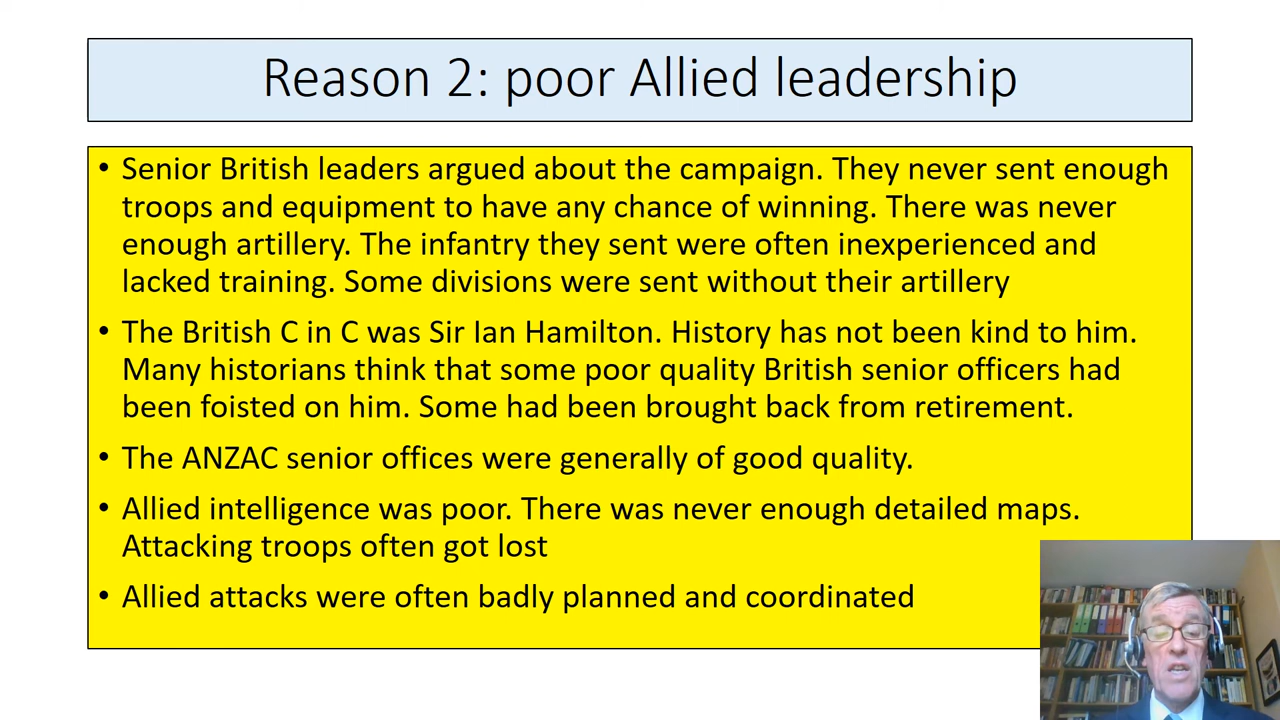 Reason 2: poor Allied leadership
• Senior British leaders argued about the campaign. They never sent enough
troops and equipment to have any chance of winning. There was never
enough artillery. The infantry they sent were often inexperienced and
lacked training. Some divisions were sent without their artillery
• The British C in C was Sir Ian Hamilton. History has not been kind to him.
Many historians think that some poor quality British senior officers had
been foisted on him. Some had been brought back from retirement.
• The ANZAC senior offices were generally of good quality.
• Allied intelligence was poor. There was never enough detailed maps.
Attacking troops often got lost
• Allied attacks were often badly planned and coordinated